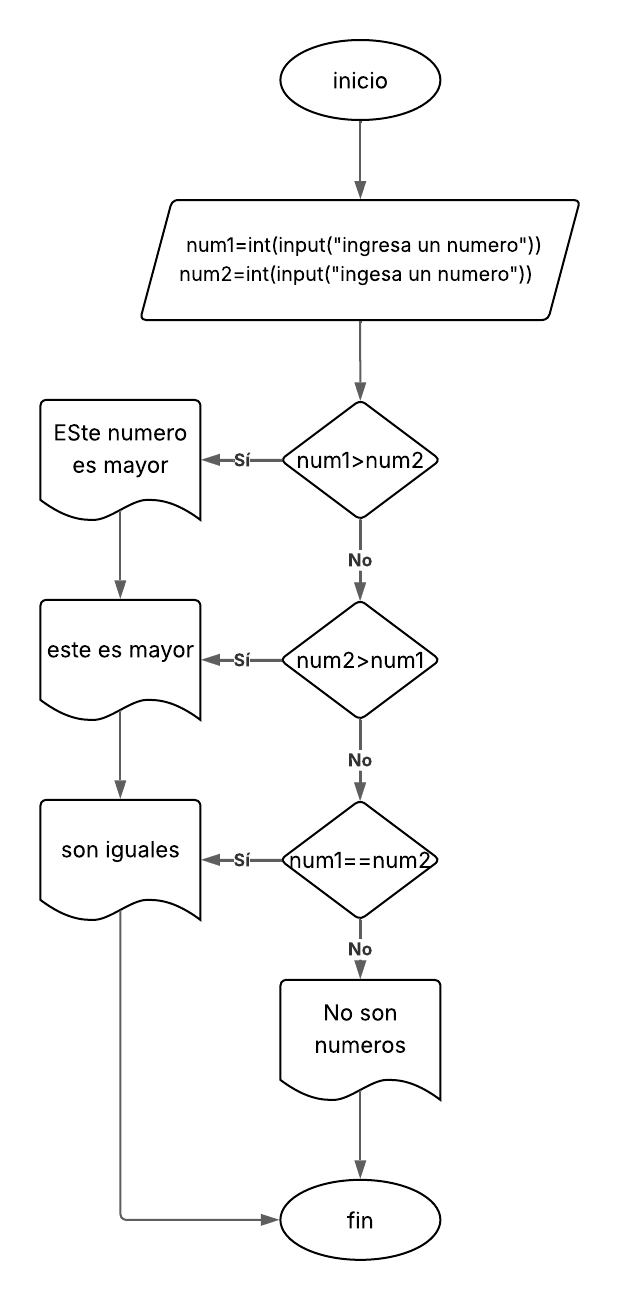 inicio
num1=int(input("ingresa un numero"))
num2=int(input("ingesa un numero"))
ESte numero
es mayor
Sí
num1>num2
No
este es mayor
Sí
num2>num1
No
son iguales
Sí
num1==num2
No
No son
numeros
fin